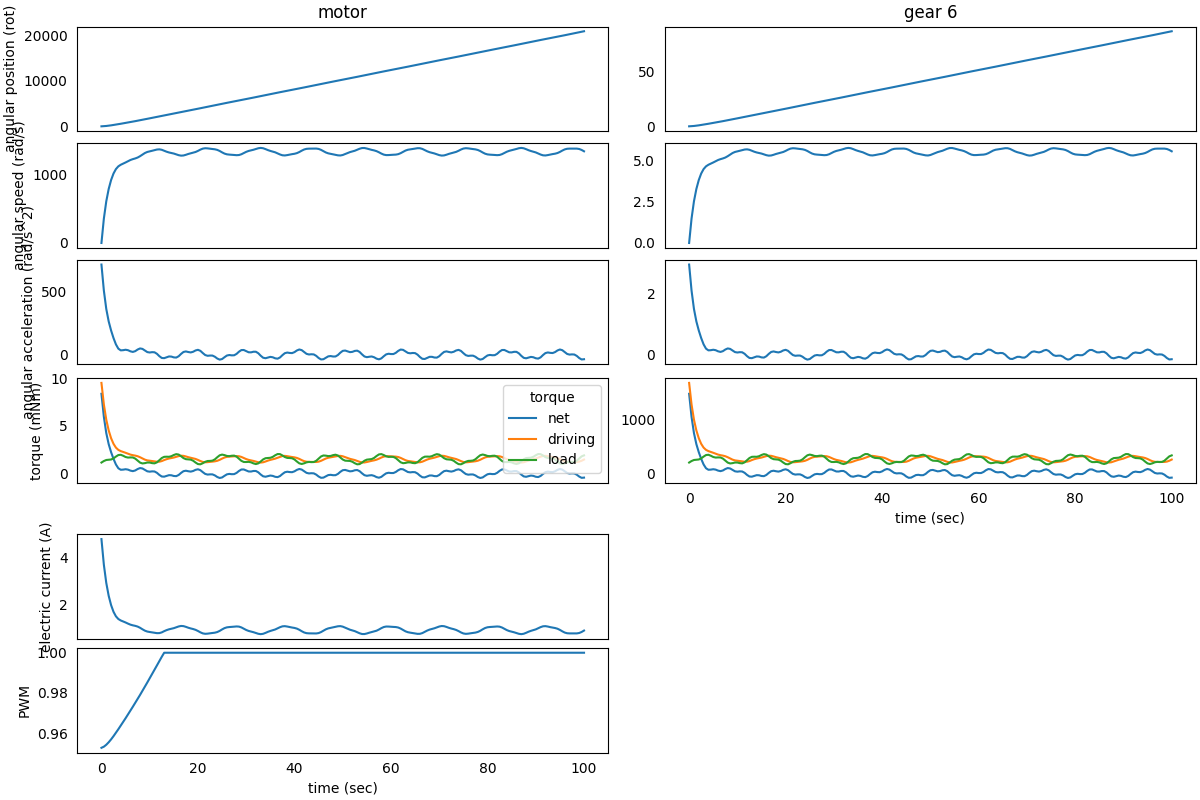 motor
gear 6
angular position (rot)
20000
10000
0
50
0
angular speed (rad/s)
1000
0
5.0
2.5
0.0
angular acceleration (rad/s^2)
500
0
2
0
torque (mNm)
10
5
0
torque
net
driving
load
1000
0
0
20
40
60
80
100
time (sec)
electric current (A)
4
2
PWM
1.00
0.98
0.96
0
20
40
60
80
100
time (sec)